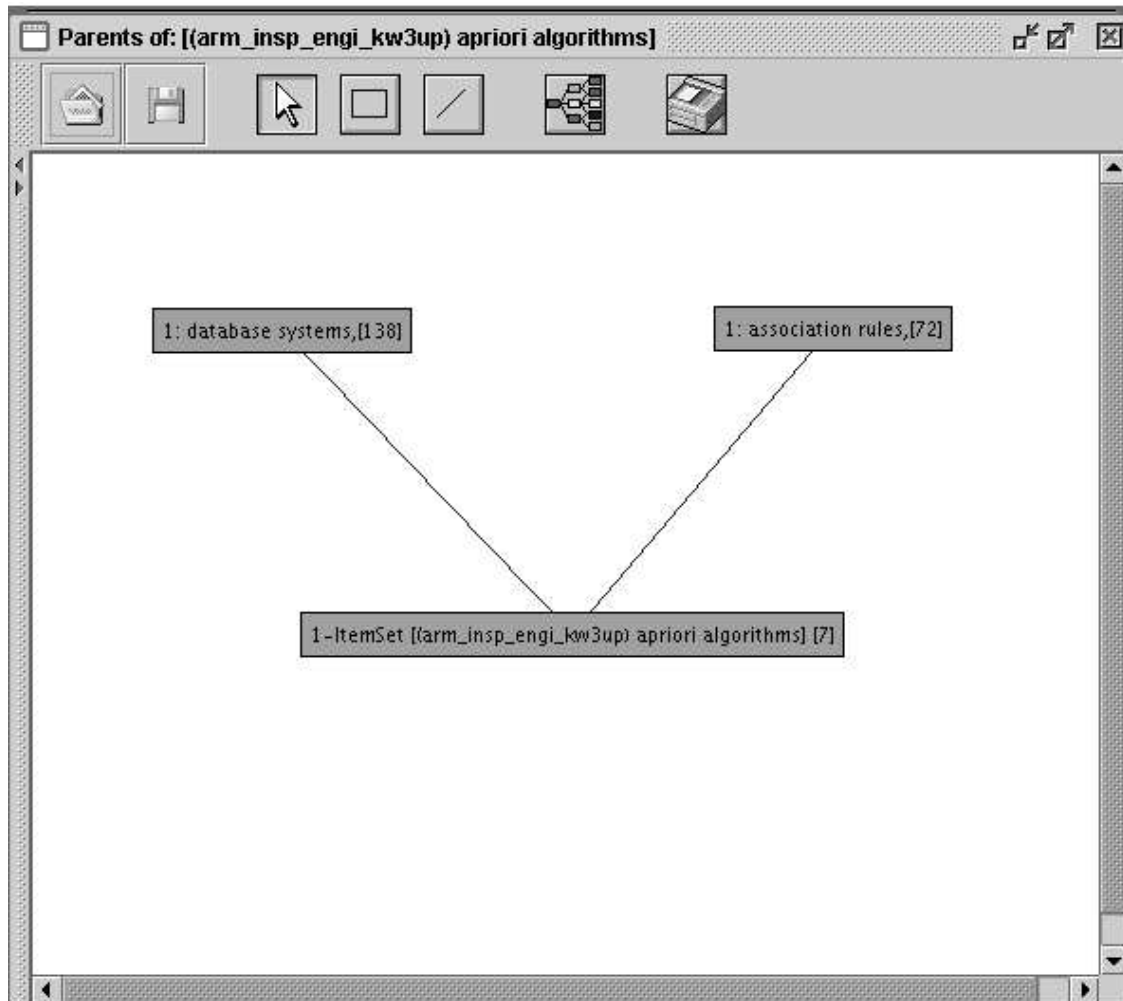 Parents of: [(arm_insp_engi_kw3up) apriori algorithms]
1: database systems,[138]
1: association rules,[72]
1-ItemSet [(arm_insp_engi_kw3up) apriori algorithms] [7]